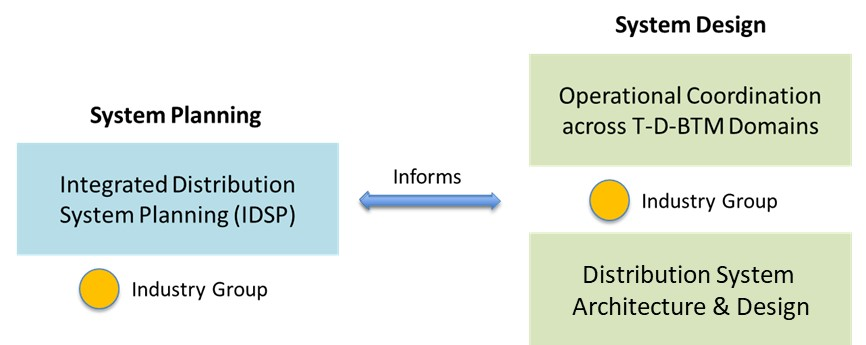 System Planning
Integrated Distribution
System Planning (IDSP)
Industry Group
Informs
System Design
Operational Coordination
across T-D-BTM Domains
Industry Group
Distribution System
Architecture & Design